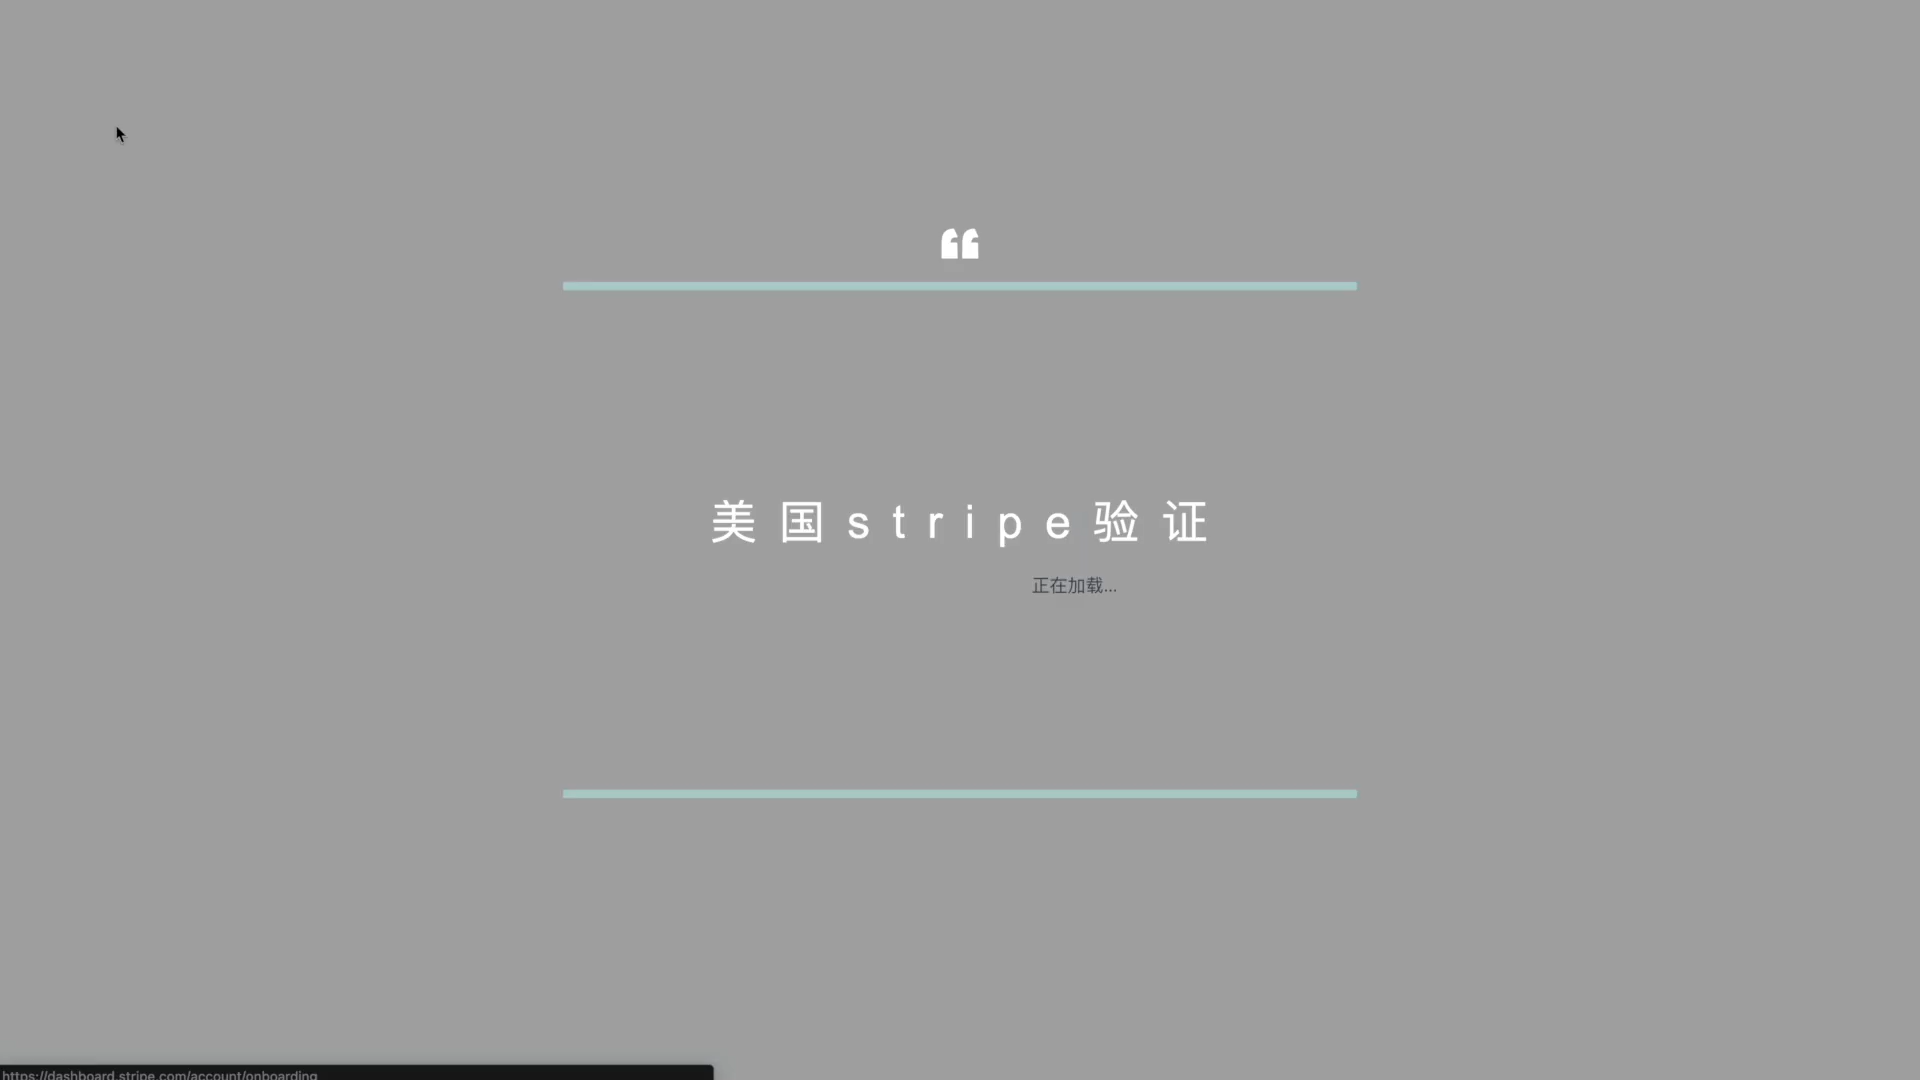 “
美国stripe验证
正在加载...
https://dashboard.stripe.com/account/onboarding